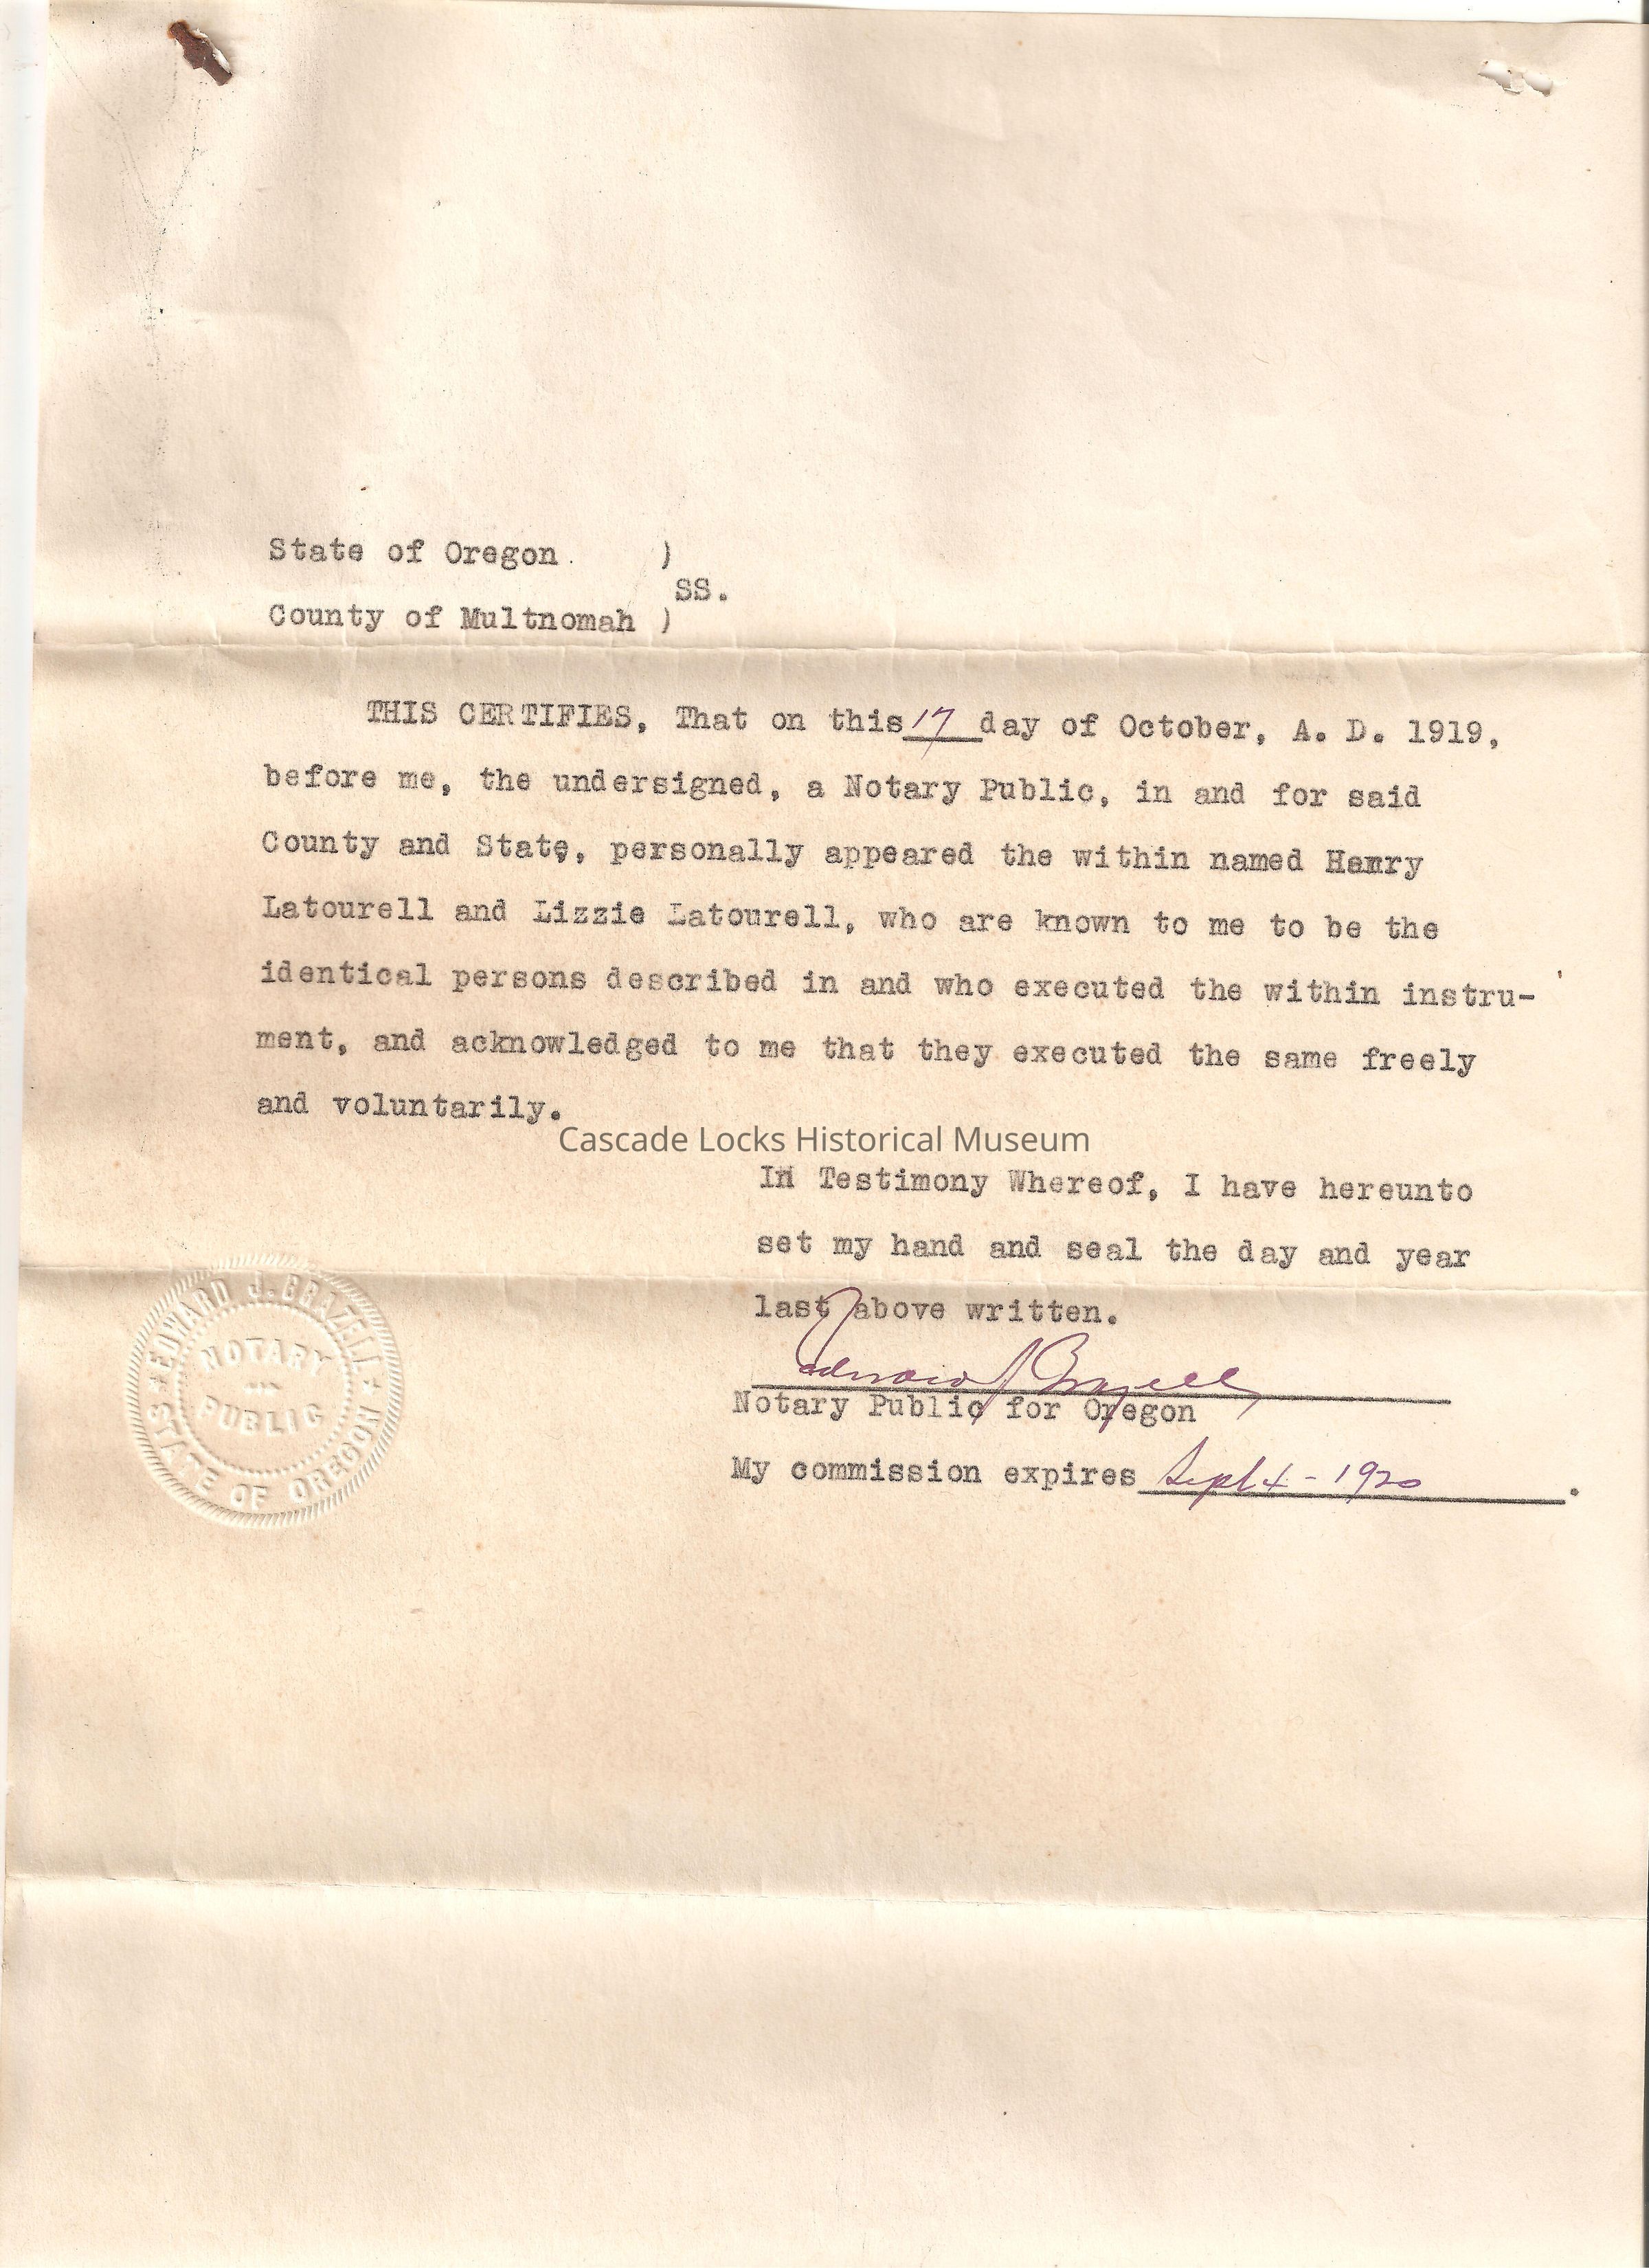 State of Oregon. )
SS.
County of Multnomah )
THIS CERTIFIES, That on this 17 day of October, A. D. 1919,
before me, the undersigned, a Notary Public, in and for said
County and State, personally appeared the within named Henry
Latourell and Lizzie Latourell, who are known to me to be the
identical persons described in and who executed the within instru-
ment, and acknowledged to me that they executed the same freely
and voluntarily.
Cascade Locks Historical Museum
In Testimony Whereof, I have hereunto
set my hand and seal the day and year
last above written.
Edward J Brazell
Notary Public for Oregon
My commission expires Sept 4 - 1920.
EDWARD J. BRAZELL
NOTARY
PUBLIC
STATE OF OREGON